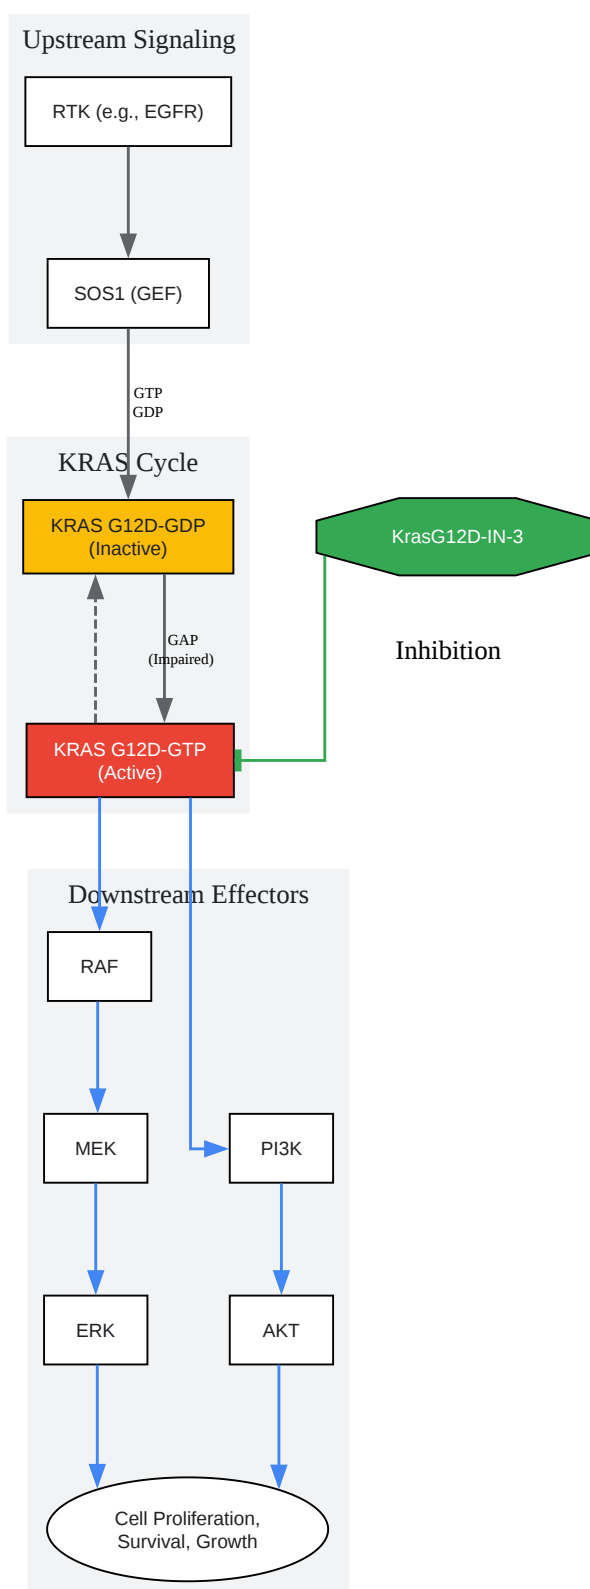 Upstream Signaling
RTK (e.g., EGFR)
SOS1 (GEF)
GTP
GDP
KRAS Cycle
KRAS G12D-GDP
(Inactive)
KrasG12D-IN-3
GAP
(Impaired)
Inhibition
KRAS G12D-GTP
(Active)
Downstream Effectors
RAF
MEK
PI3K
ERK
AKT
Cell Proliferation,
Survival, Growth